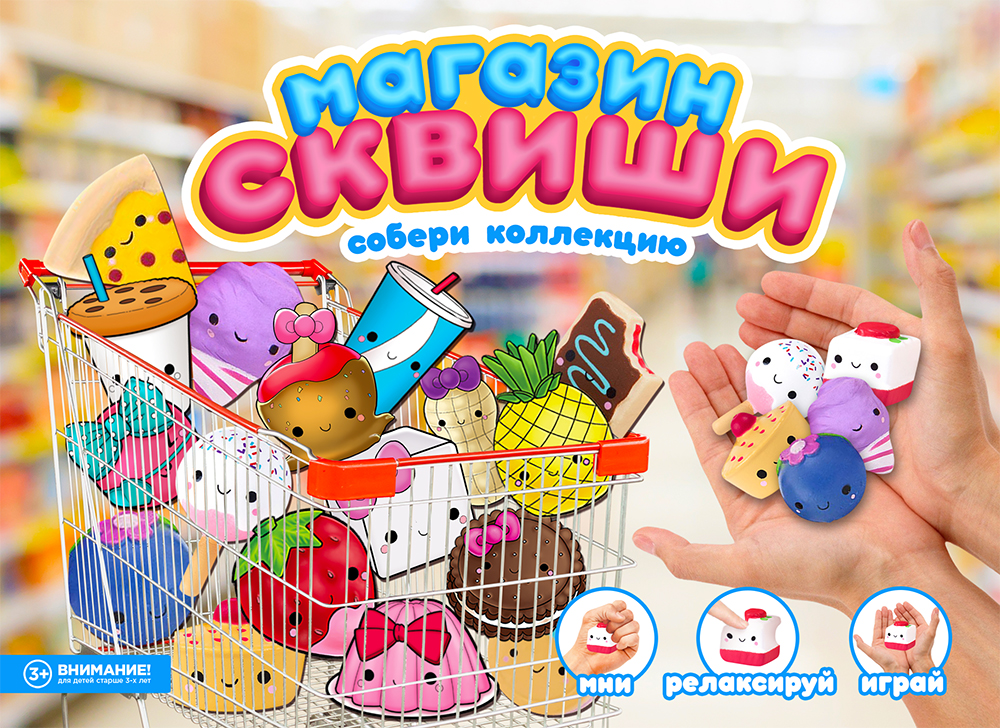 магазин
сквиши
собери коллекцию
3+ ВНИМАНИЕ!
для детей старше 3-х лет
мни
релаксируй
играй